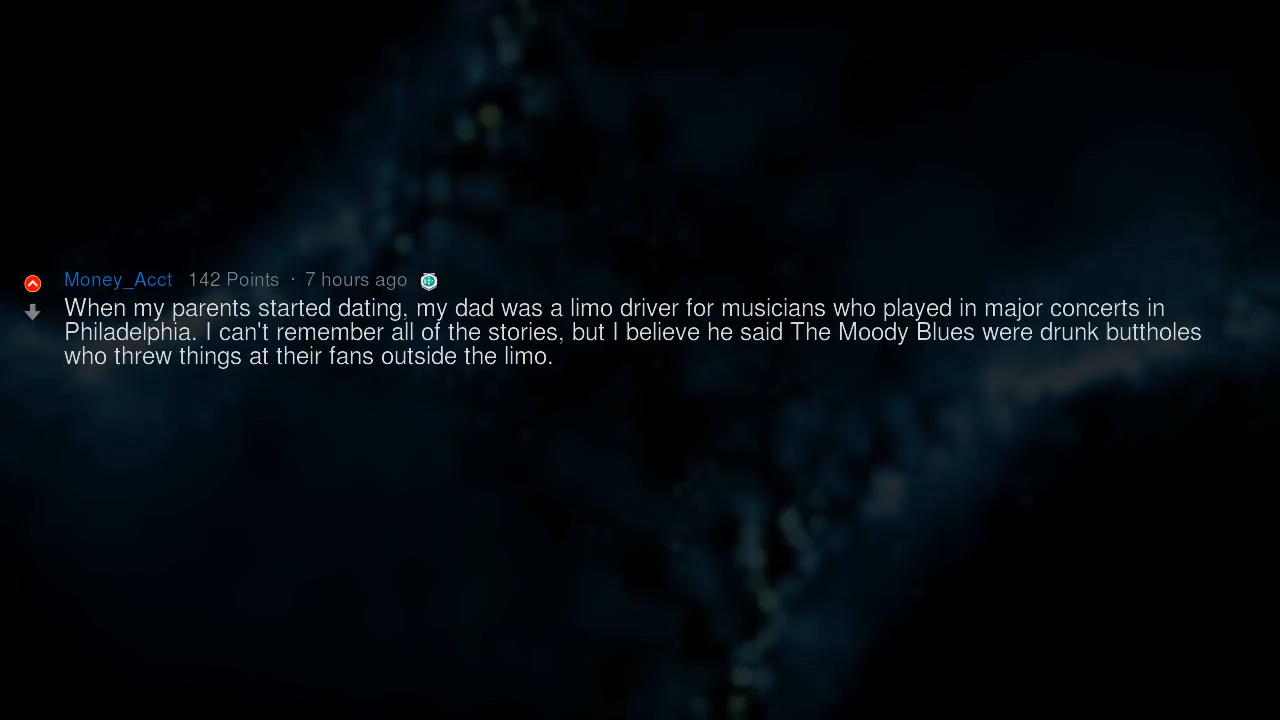 Money_Acct 142 Points · 7 hours ago
When my parents started dating, my dad was a limo driver for musicians who played in major concerts in
Philadelphia. I can't remember all of the stories, but I believe he said The Moody Blues were drunk buttholes
who threw things at their fans outside the limo.